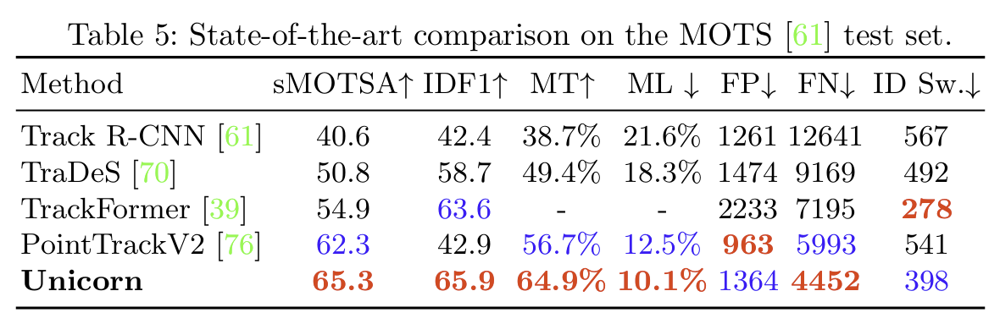 Table 5: State-of-the-art comparison on the MOTS [61] test set.
Method sMOTSA↑ IDF1↑ MT↑ ML ↓ FP↓ FN↓ ID Sw.↓
Track R-CNN [61] 40.6 42.4 38.7% 21.6% 1261 12641 567
TraDeS [70] 50.8 58.7 49.4% 18.3% 1474 9169 492
TrackFormer [39] 54.9 63.6 - - 2233 7195 278
PointTrackV2 [76] 62.3 42.9 56.7% 12.5% 963 5993 541
Unicorn 65.3 65.9 64.9% 10.1% 1364 4452 398